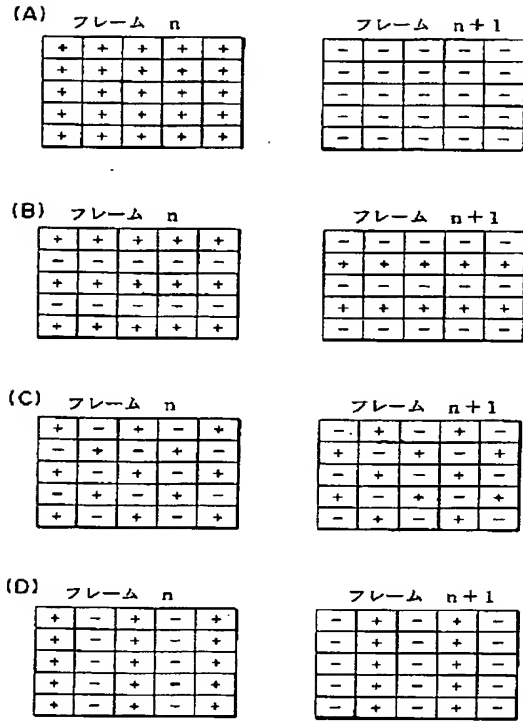 (A) フレーム n フレーム n+1
+ + + + + - - - - -
+ + + + + - - - - -
+ + + + + - - - - -
+ + + + + - - - - -
+ + + + + - - - - -
(B) フレーム n フレーム n+1
+ + + + + - - - - -
- - - - - + + + + +
+ + + + + - - - - -
- - - - - + + + + +
+ + + + + - - - - -
(C) フレーム n フレーム n+1
+ - + - + - + - + -
- + - + - + - + - +
+ - + - + - + - + -
- + - + - + - + - +
+ - + - + - + - + -
(D) フレーム n フレーム n+1
+ - + - + - + - + -
+ - + - + - + - + -
+ - + - + - + - + -
+ - + - + - + - + -
+ - + - + - + - + -